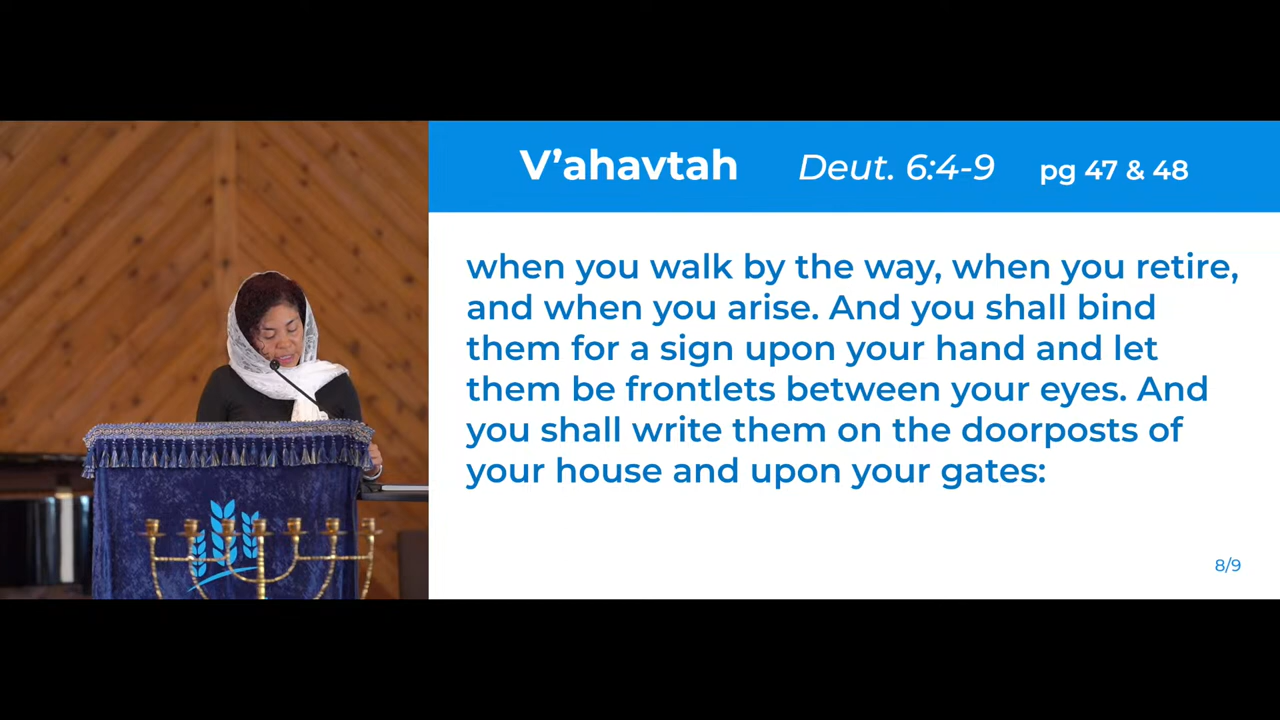 V'ahavtah Deut. 6:4-9 pg 47 & 48
when you walk by the way, when you retire,
and when you arise. And you shall bind
them for a sign upon your hand and let
them be frontlets between your eyes. And
you shall write them on the doorposts of
your house and upon your gates:
8/9